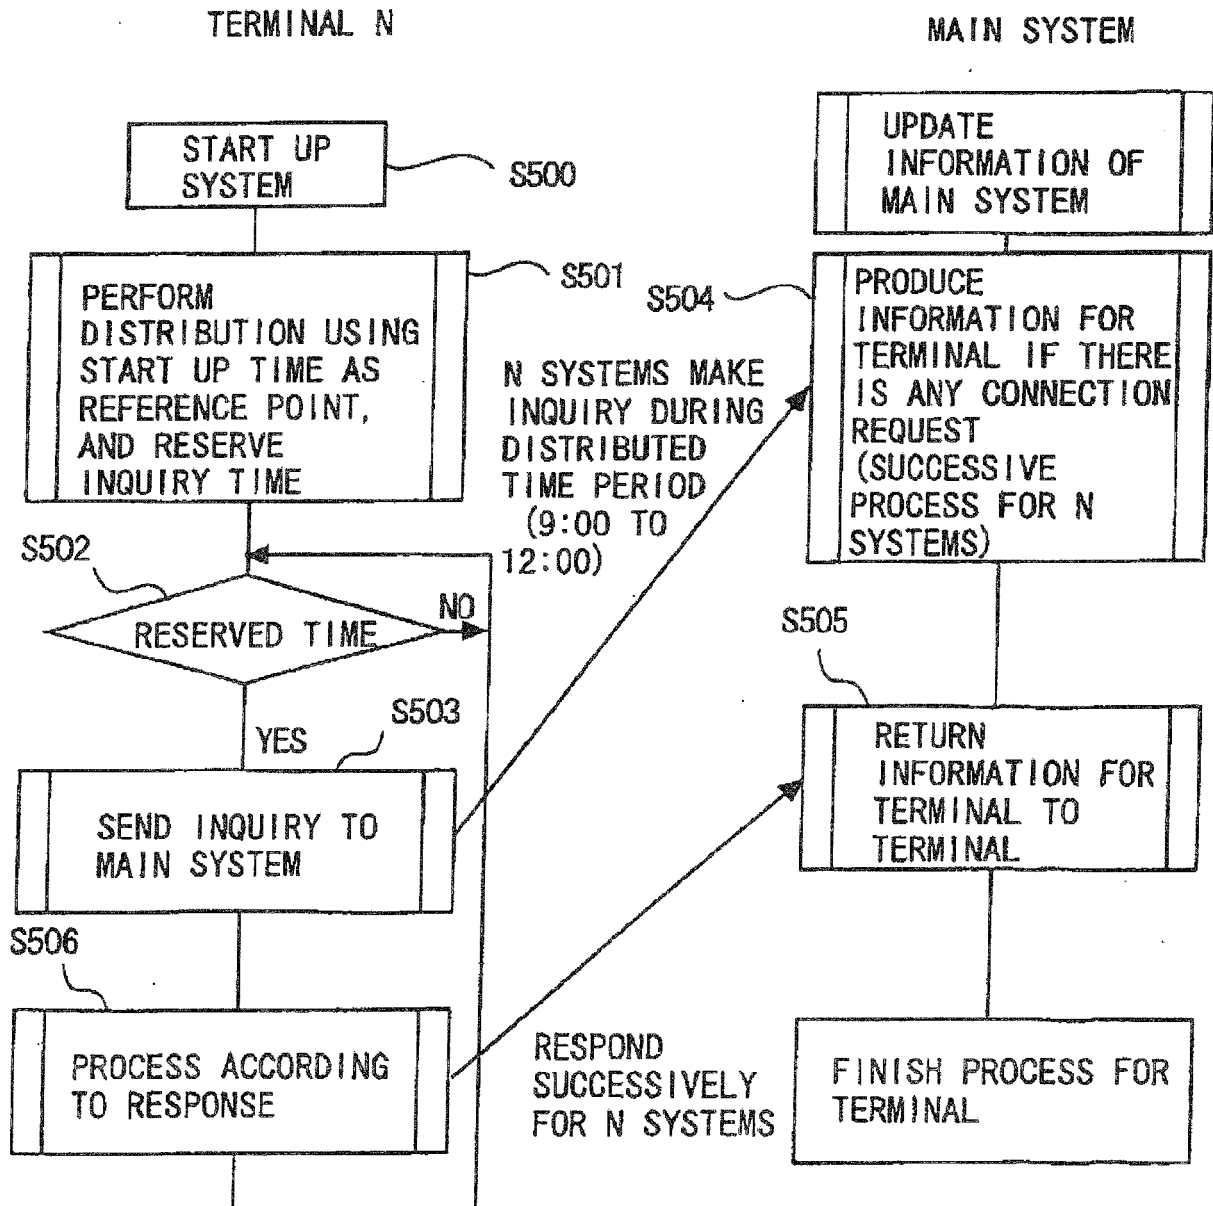 TERMINAL N
START UP
SYSTEM
S500
PERFORM
DISTRIBUTION USING
START UP TIME AS
REFERENCE POINT,
AND RESERVE
INQUIRY TIME
S501
S502
RESERVED TIME
NO
YES
S503
SEND INQUIRY TO
MAIN SYSTEM
S506
PROCESS ACCORDING
TO RESPONSE
N SYSTEMS MAKE
INQUIRY DURING
DISTRIBUTED
TIME PERIOD
(9:00 TO
12:00)
RESPOND
SUCCESSIVELY
FOR N SYSTEMS
MAIN SYSTEM
UPDATE
INFORMATION OF
MAIN SYSTEM
S504
PRODUCE
INFORMATION FOR
TERMINAL IF THERE
IS ANY CONNECTION
REQUEST
(SUCCESSIVE
PROCESS FOR N
SYSTEMS)
S505
RETURN
INFORMATION FOR
TERMINAL TO
TERMINAL
FINISH PROCESS FOR
TERMINAL